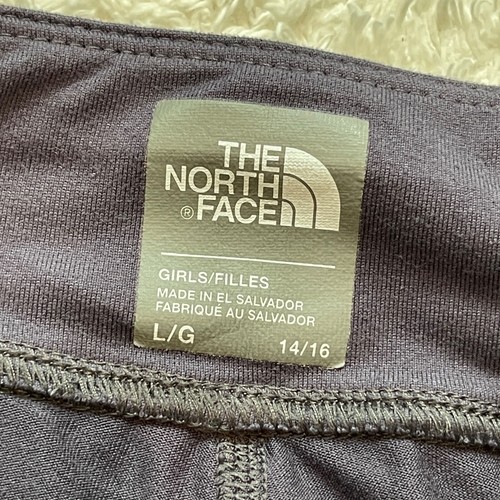 THE
NORTH
® FACE
GIRLS/FILLES
MADE IN EL SALVADOR
FABRIQUÉ AU SALVADOR
L/G 14/16